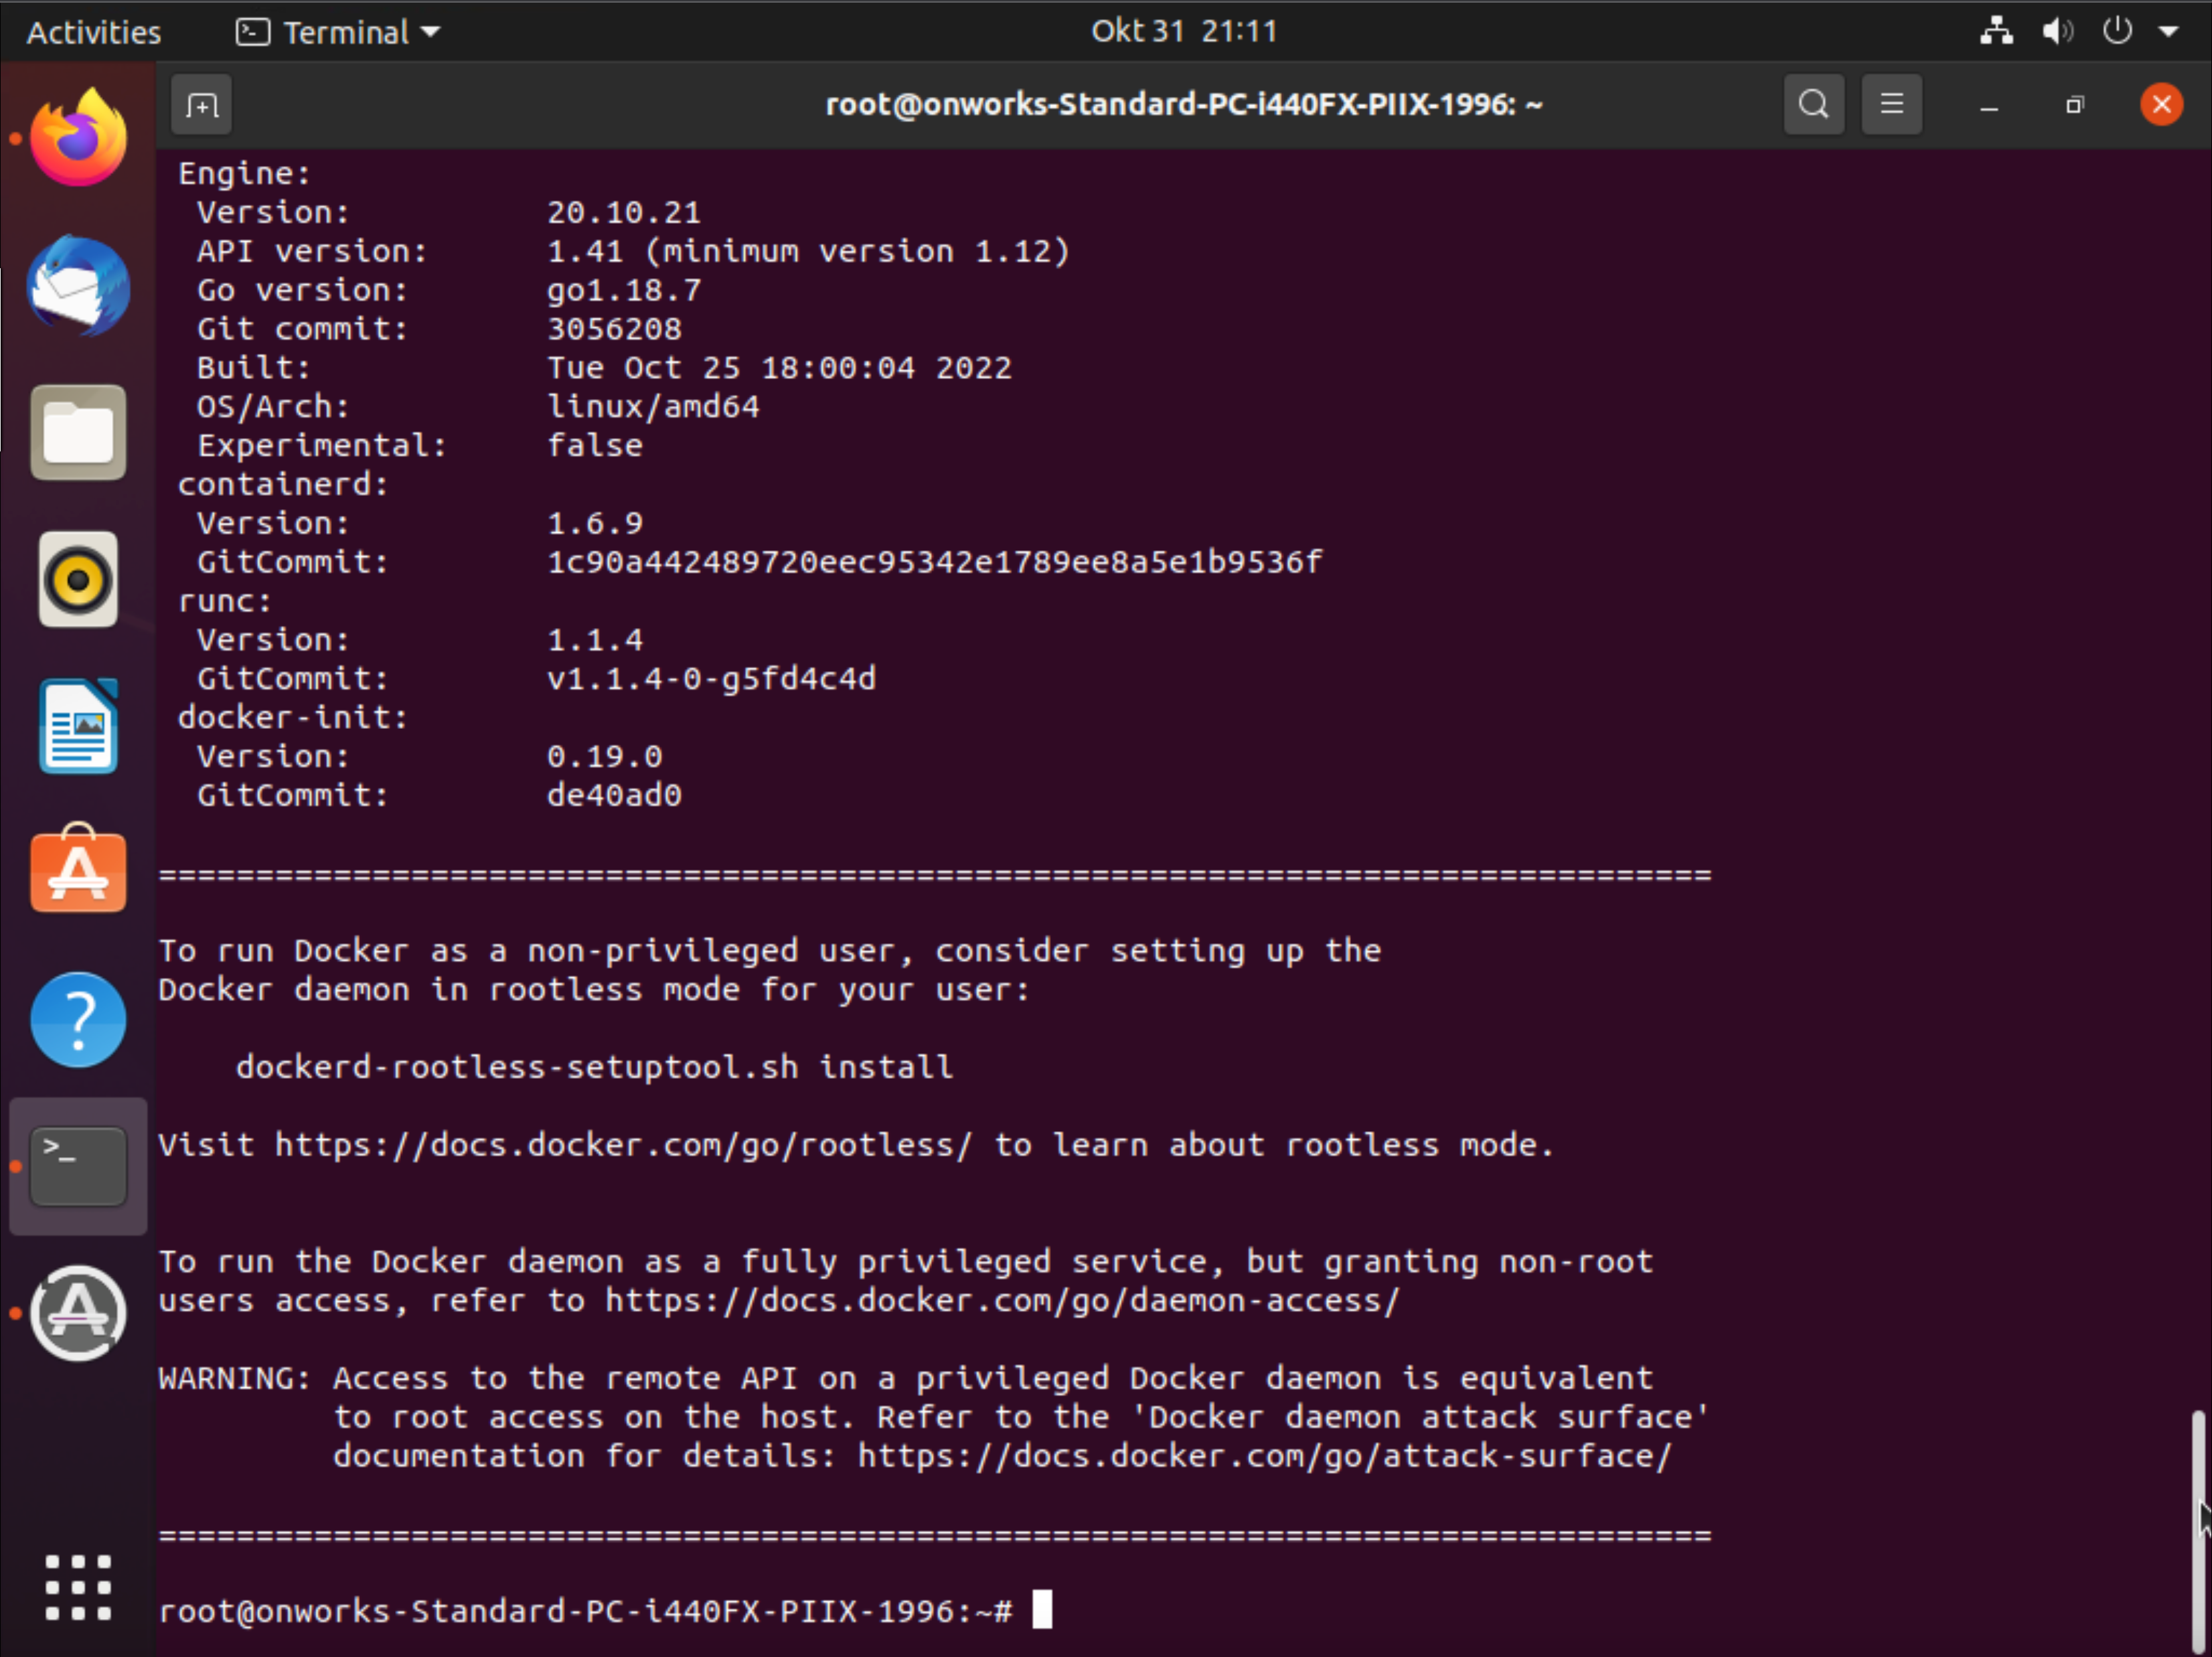 Activities
Terminal
Okt 31 21:11
root@onworks-Standard-PC-i440FX-PIIX-1996: ~
Engine:
Version: 20.10.21
API version: 1.41 (minimum version 1.12)
Go version: go1.18.7
Git commit: 3056208
Built: Tue Oct 25 18:00:04 2022
OS/Arch: linux/amd64
Experimental: false
containerd:
Version: 1.6.9
GitCommit: 1c90a442489720eec95342e1789ee8a5e1b9536f
runc:
Version: 1.1.4
GitCommit: v1.1.4-0-g5fd4c4d
docker-init:
Version: 0.19.0
GitCommit: de40ad0
================================================================================
To run Docker as a non-privileged user, consider setting up the
Docker daemon in rootless mode for your user:
dockerd-rootless-setuptool.sh install
Visit https://docs.docker.com/go/rootless/ to learn about rootless mode.
To run the Docker daemon as a fully privileged service, but granting non-root
users access, refer to https://docs.docker.com/go/daemon-access/
WARNING: Access to the remote API on a privileged Docker daemon is equivalent
to root access on the host. Refer to the 'Docker daemon attack surface'
documentation for details: https://docs.docker.com/go/attack-surface/
================================================================================
root@onworks-Standard-PC-i440FX-PIIX-1996:~#